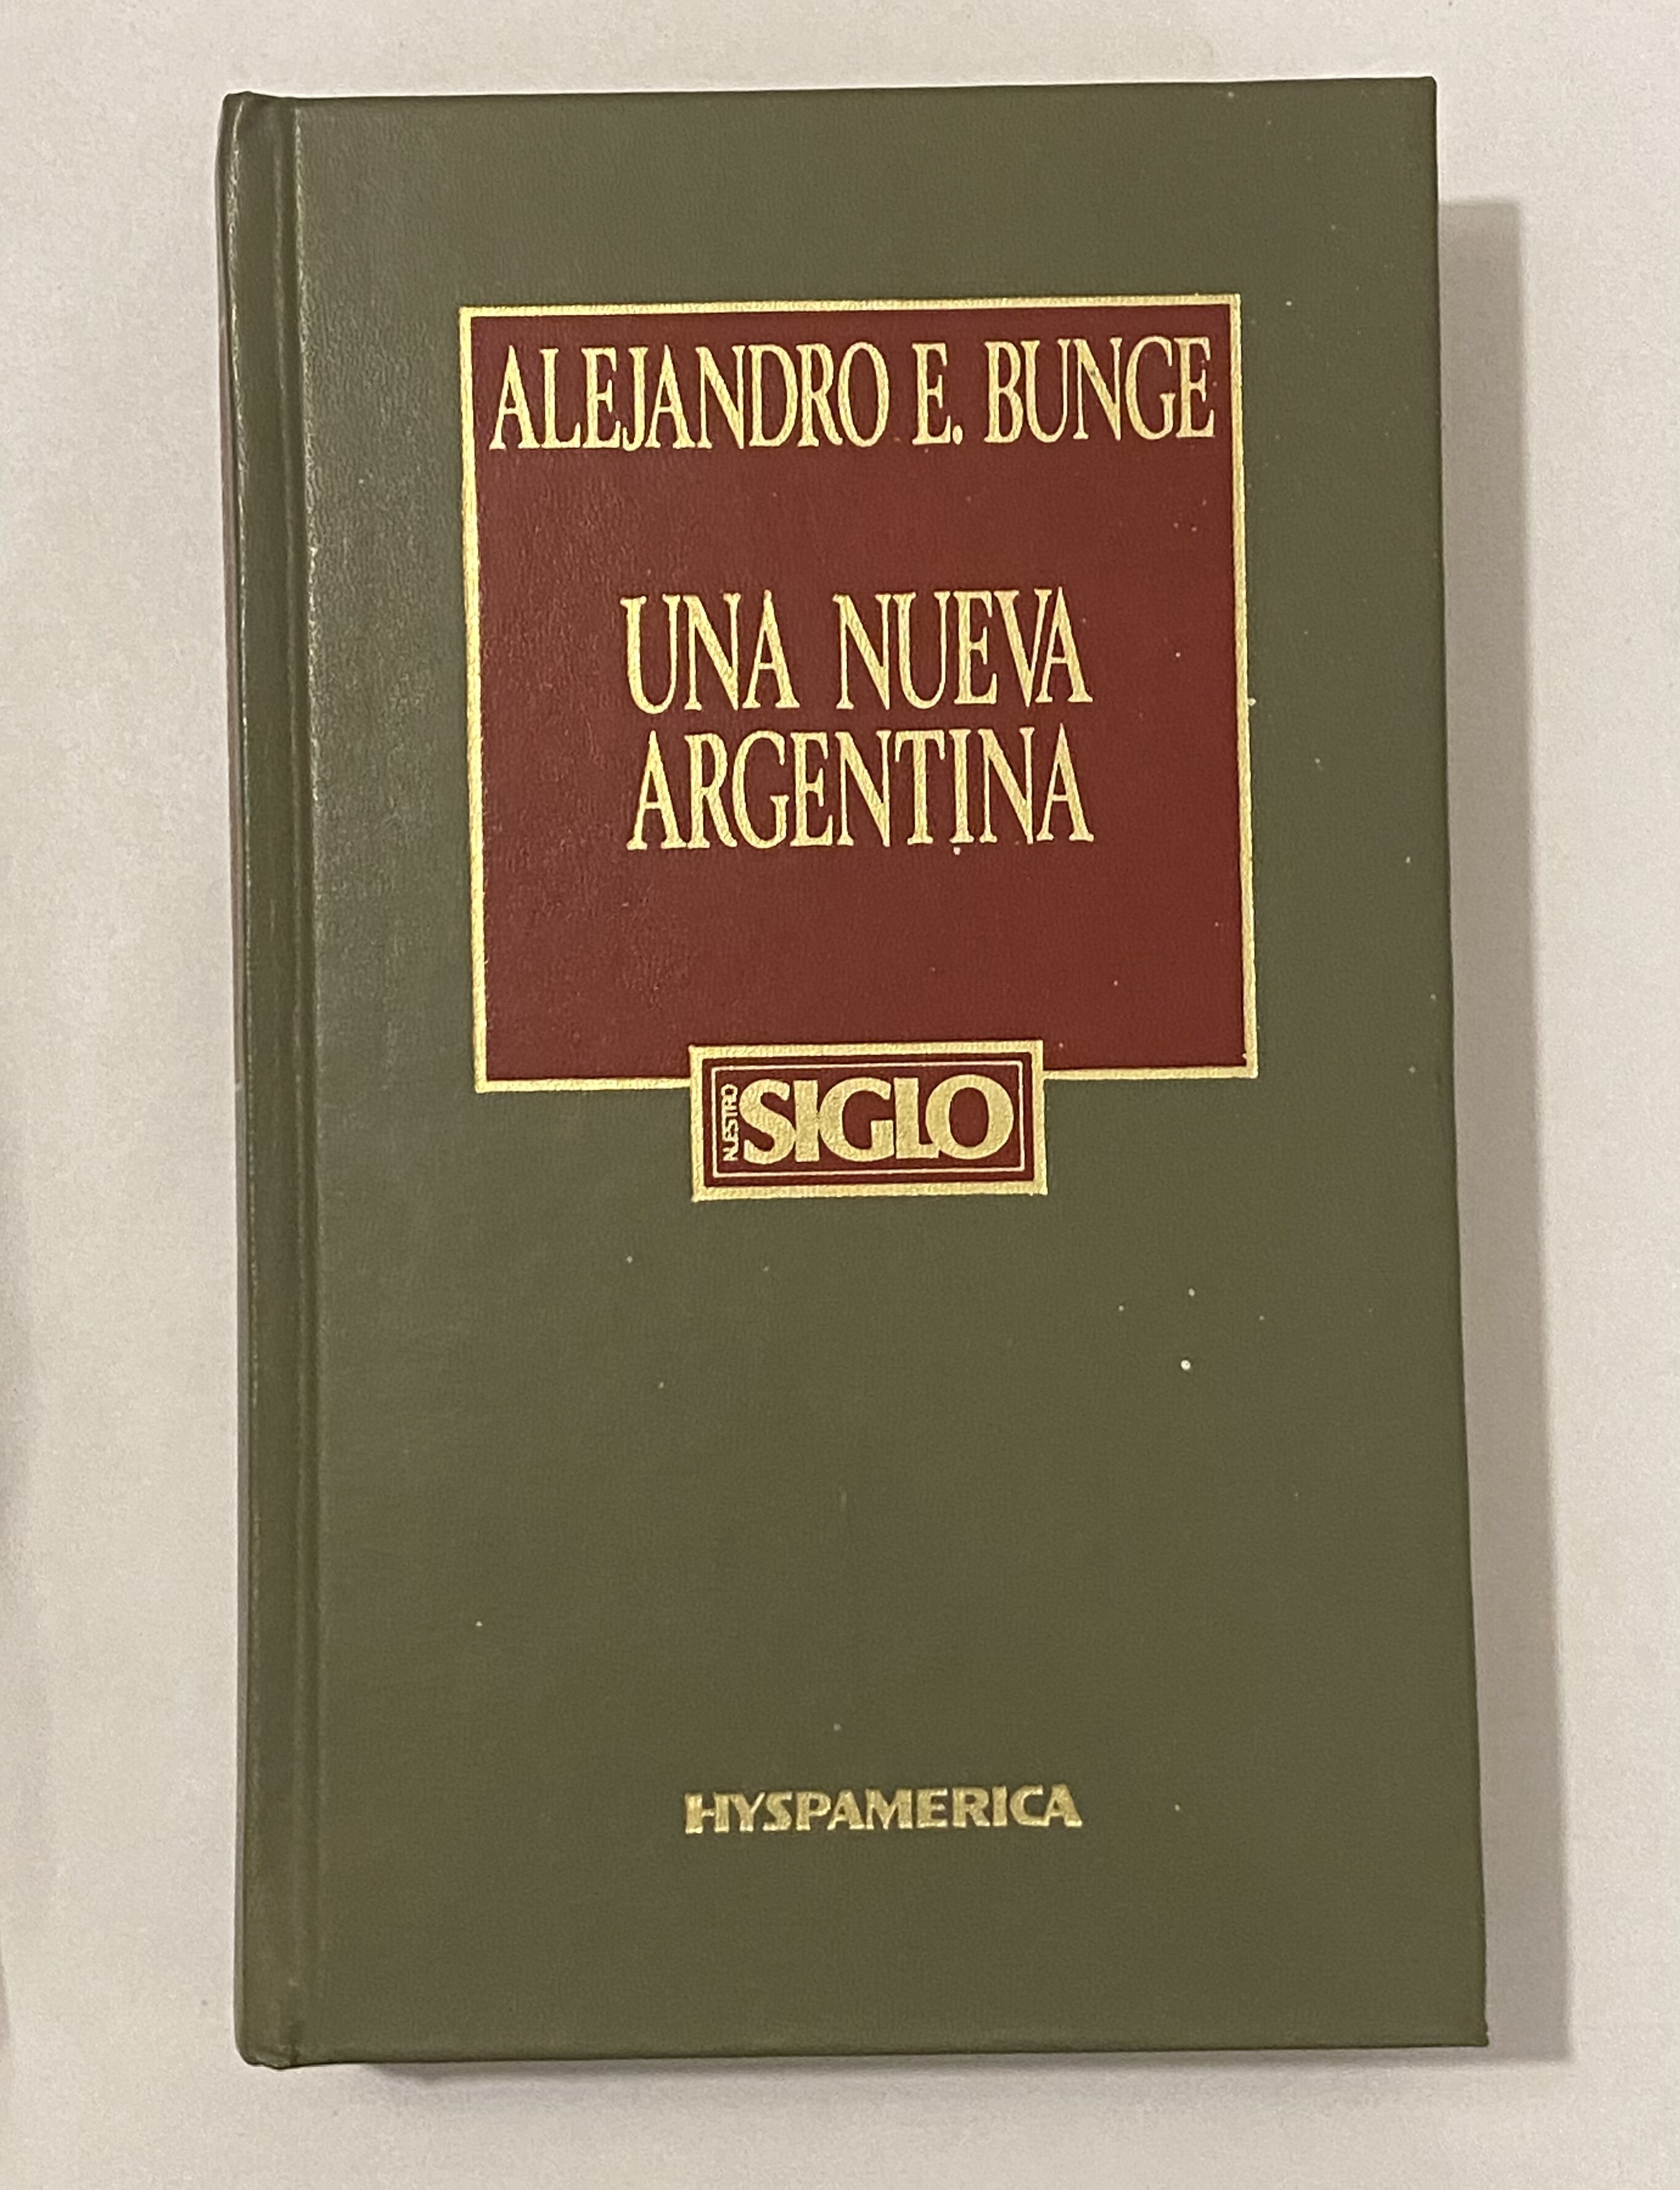 ALEJANDRO E. BUNGE
UNA NUEVA
ARGENTINA
NUESTRO
SIGLO
HYSPAMERICA